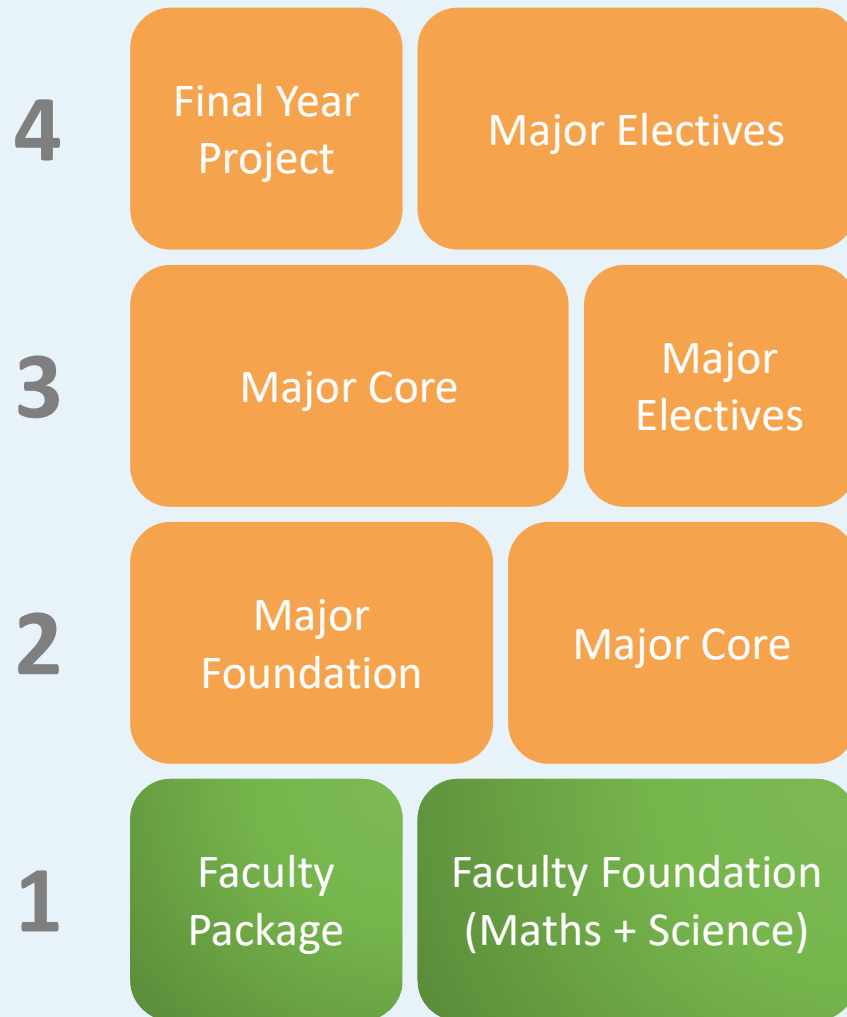 4
Final Year
Project
Major Electives
3
Major Core
Major
Electives
2
Major
Foundation
Major Core
1
Faculty
Package
Faculty Foundation
(Maths + Science)